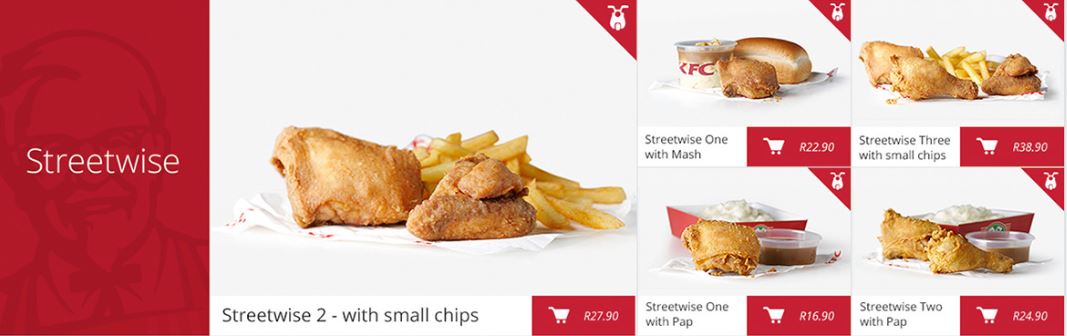 Streetwise
Streetwise 2 - with small chips
R27.90
KFC
Streetwise One
with Mash
R22.90
Streetwise Three
with small chips
R38.90
Streetwise One
with Pap
R16.90
Streetwise Two
with Pap
R24.90